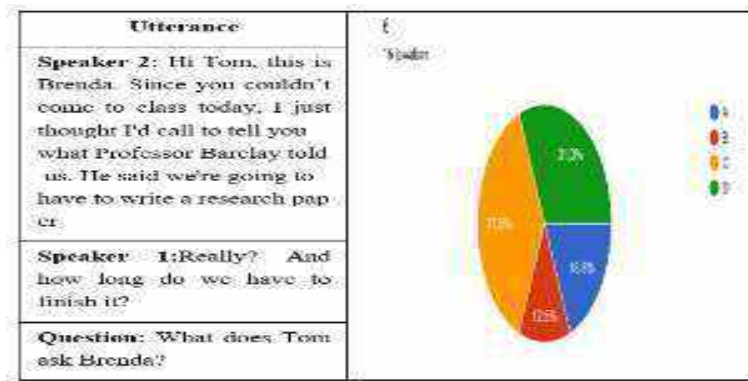 Utterance
Speaker 2: Hi Tom, this is
Brenda. Since you couldn't
come to class today, I just
thought I'd call to tell you
what Professor Barclay told
us. He said we're going to
have to write a research pap
er
Speaker 1:Really? And
how long do we have to
finish it?
Question: What does Tom
ask Brenda?
A
B
C
D
12.5%